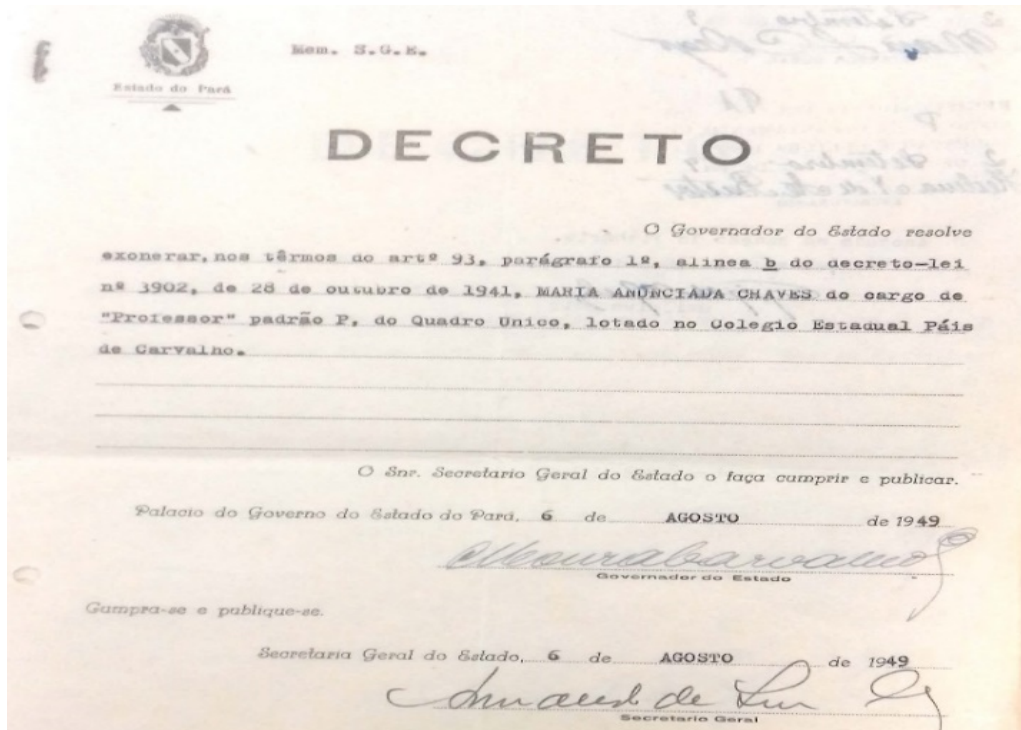 Mem. S.G.E.
Estado do Pará
DECRETO
O Governador do Estado resolve
exonerar, nos têrmos do artº 93, parágrafo 1º, alinea b do decreto-lei
nº 3902, de 28 de outubro de 1941, MARIA ANUNCIADA CHAVES do cargo de
"Professor" padrão P, do Quadro Unico, lotado no Colegio Estadual Páis
de Carvalho.
O Snr. Secretario Geral do Estado o faça cumprir e publicar.
Palacio do Governo do Estado do Pará, 6 de AGOSTO de 1949
MouraCarvalho
Governador do Estado
Cumpra-se e publique-se.
Secretaria Geral do Estado, 6 de AGOSTO de 1949
Secretario Geral